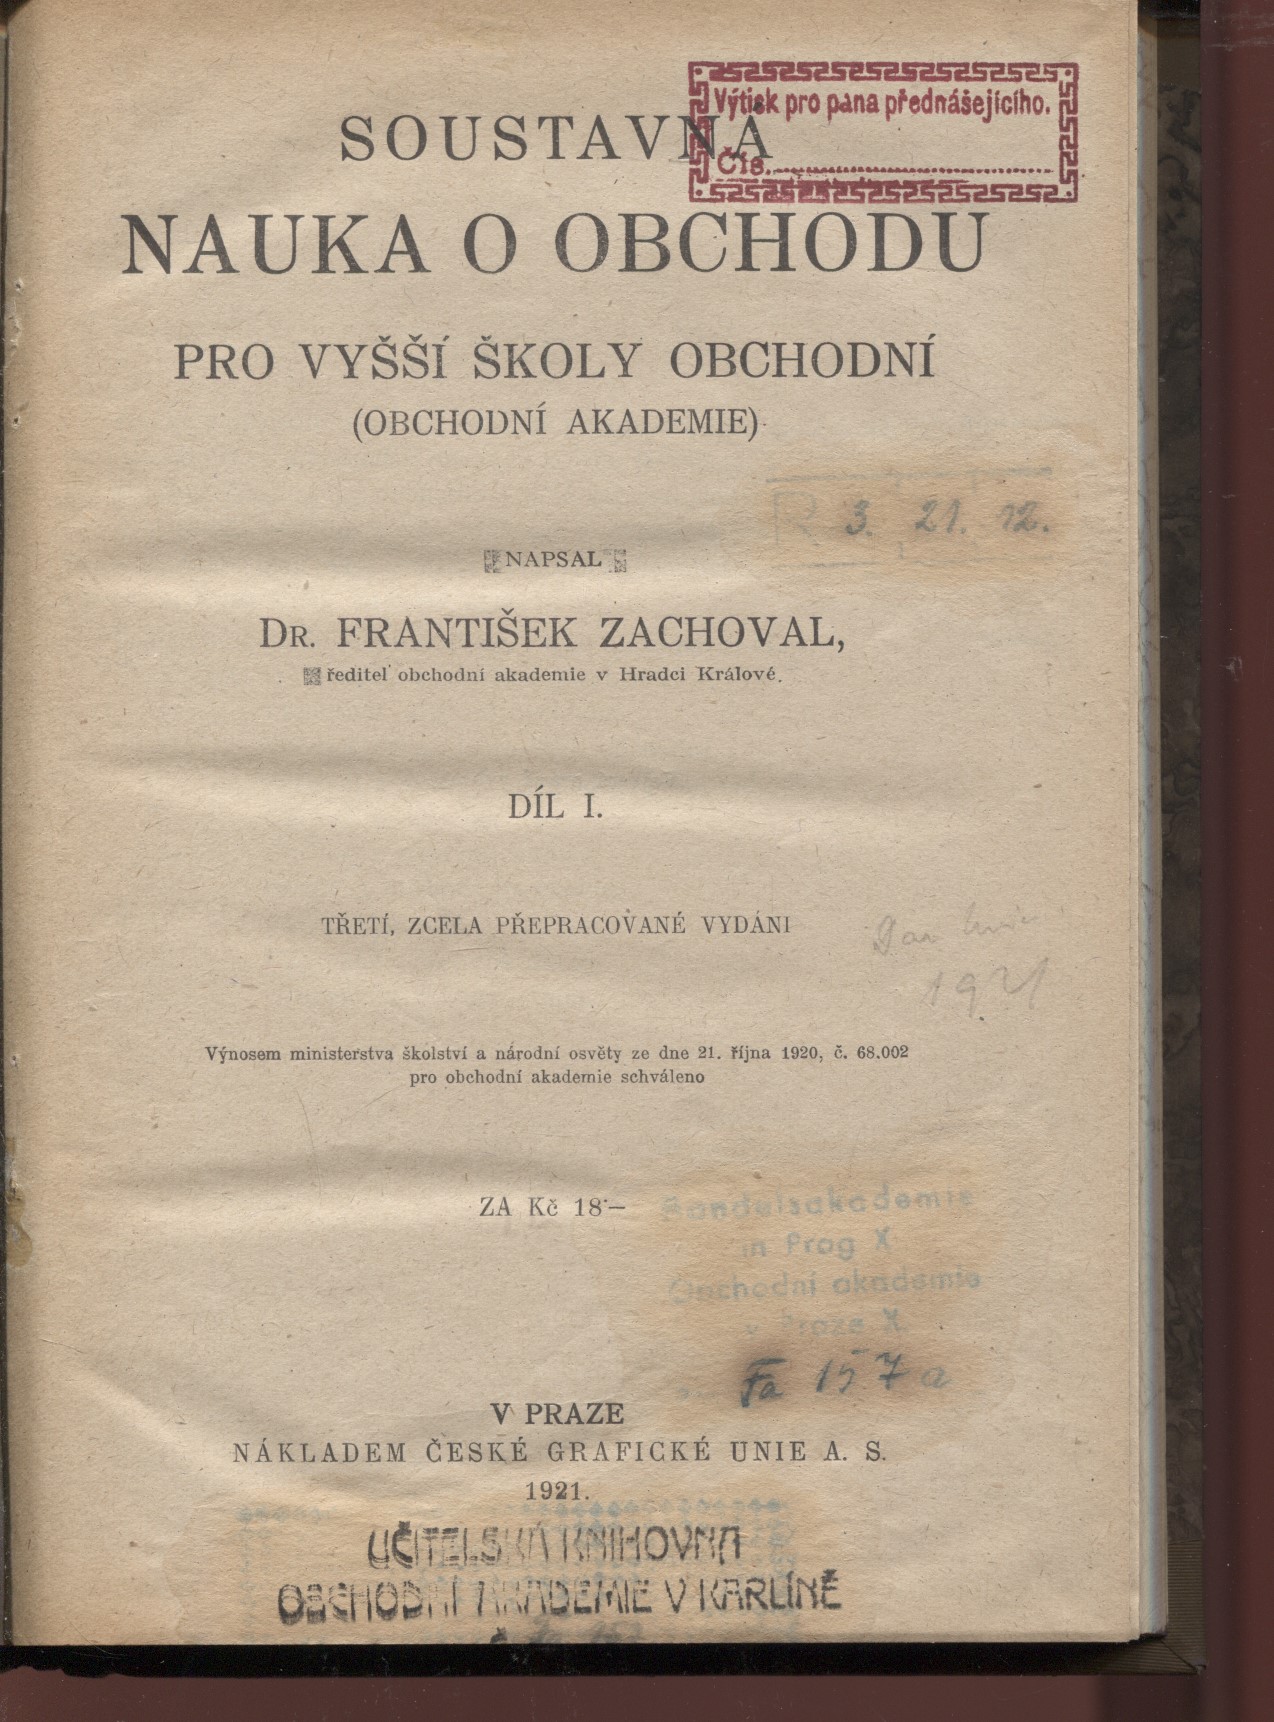 Výtisk pro pana přednášejícího.
Čís.
SOUSTAVNÁ
NAUKA O OBCHODU
PRO VYŠŠÍ ŠKOLY OBCHODNÍ
(OBCHODNÍ AKADEMIE)
3. 21. 12.
NAPSAL
DR. FRANTIŠEK ZACHOVAL,
ředitel obchodní akademie v Hradci Králové.
DÍL I.
TŘETÍ, ZCELA PŘEPRACOVANÉ VYDÁNI
1921
Výnosem ministerstva školství a národní osvěty ze dne 21. října 1920, č. 68.002
pro obchodní akademie schváleno
ZA Kč 18·—
Handelsakademie
in Prag X
Obchodní akademie
v Praze X
Fa 157a
V PRAZE
NÁKLADEM ČESKÉ GRAFICKÉ UNIE A. S.
1921.
UČITELSKÁ KNIHOVNA
OBCHODNÍ AKADEMIE V KARLÍNĚ